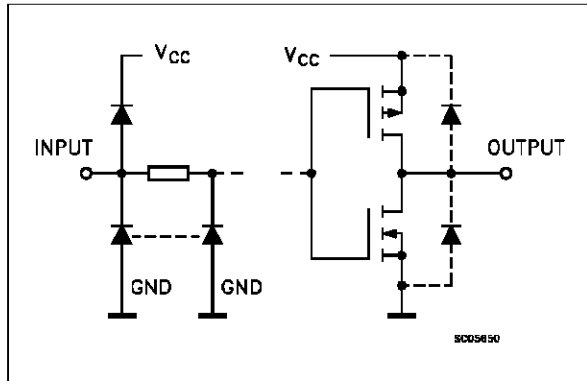 VCC
VCC
INPUT
OUTPUT
GND
GND
SC05650